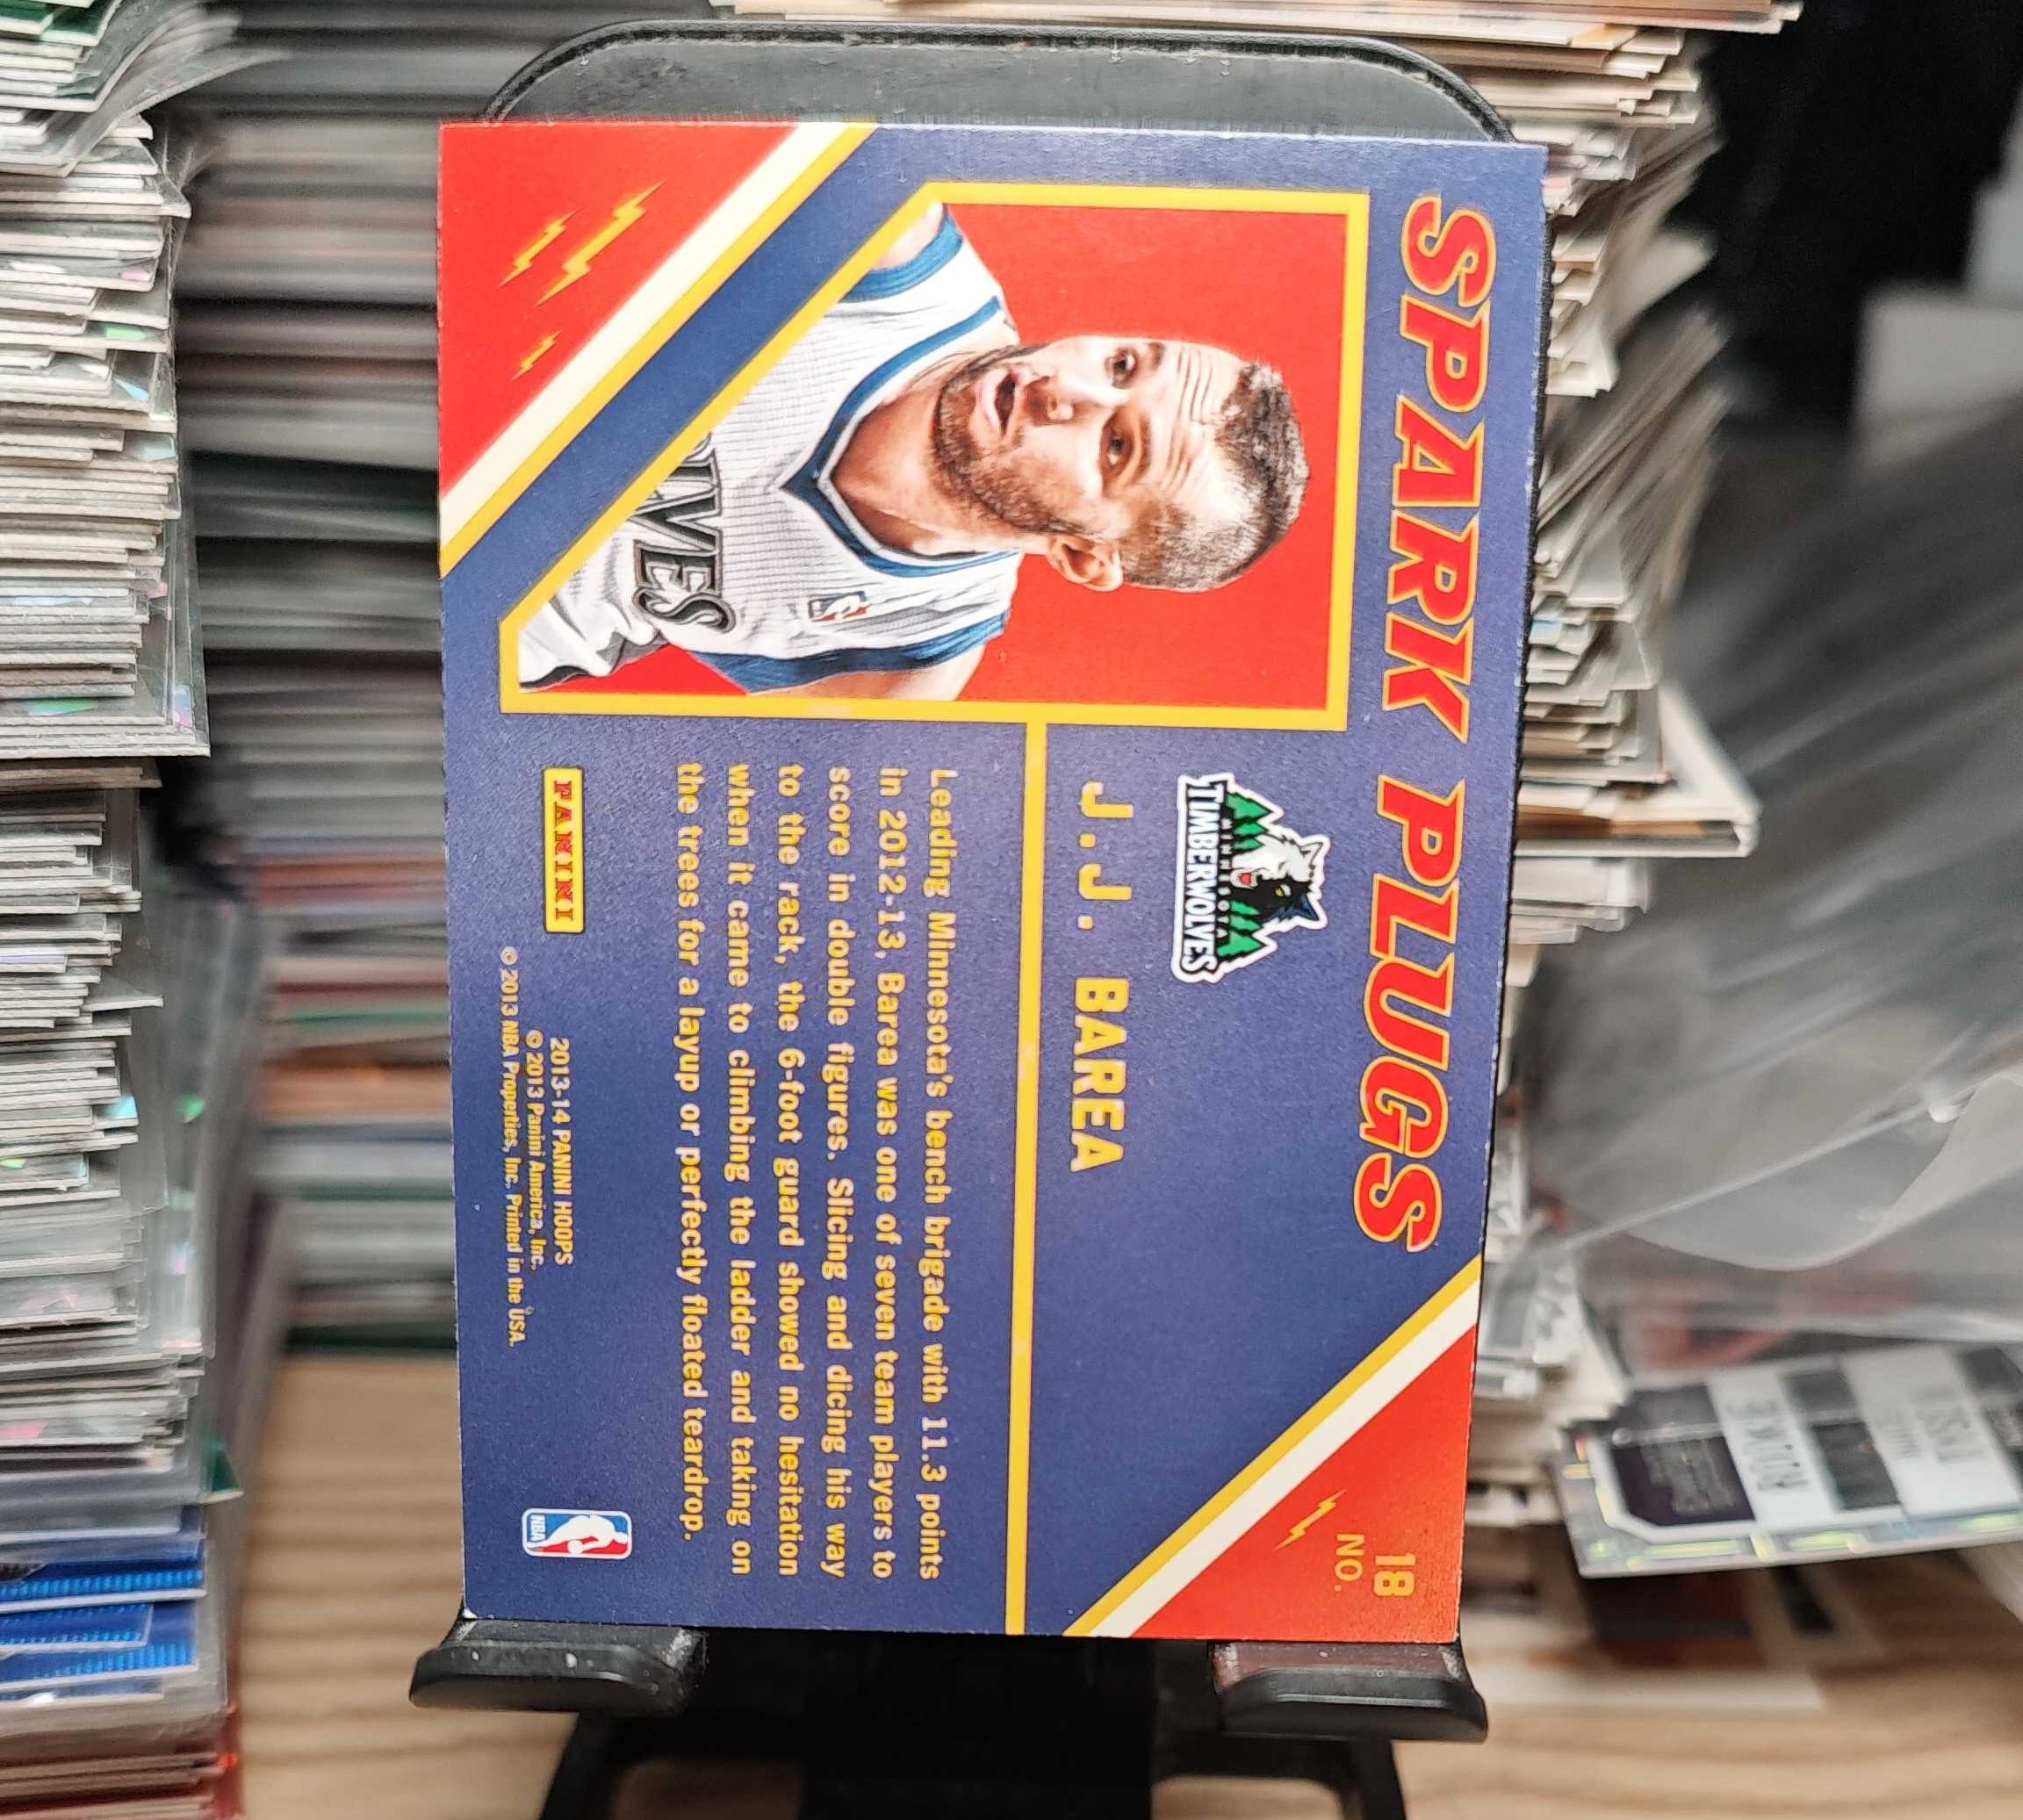 SPARK PLUGS
18
NO.
MINNESOTA
TIMBERWOLVES
J.J. BAREA
Leading Minnesota's bench brigade with 11.3 points
in 2012-13, Barea was one of seven team players to
score in double figures. Slicing and dicing his way
to the rack, the 6-foot guard showed no hesitation
when it came to climbing the ladder and taking on
the trees for a layup or perfectly floated teardrop.
PANINI
2013-14 PANINI HOOPS
© 2013 Panini America, Inc.
© 2013 NBA Properties, Inc. Printed in the USA.
NBA
ROOKIE